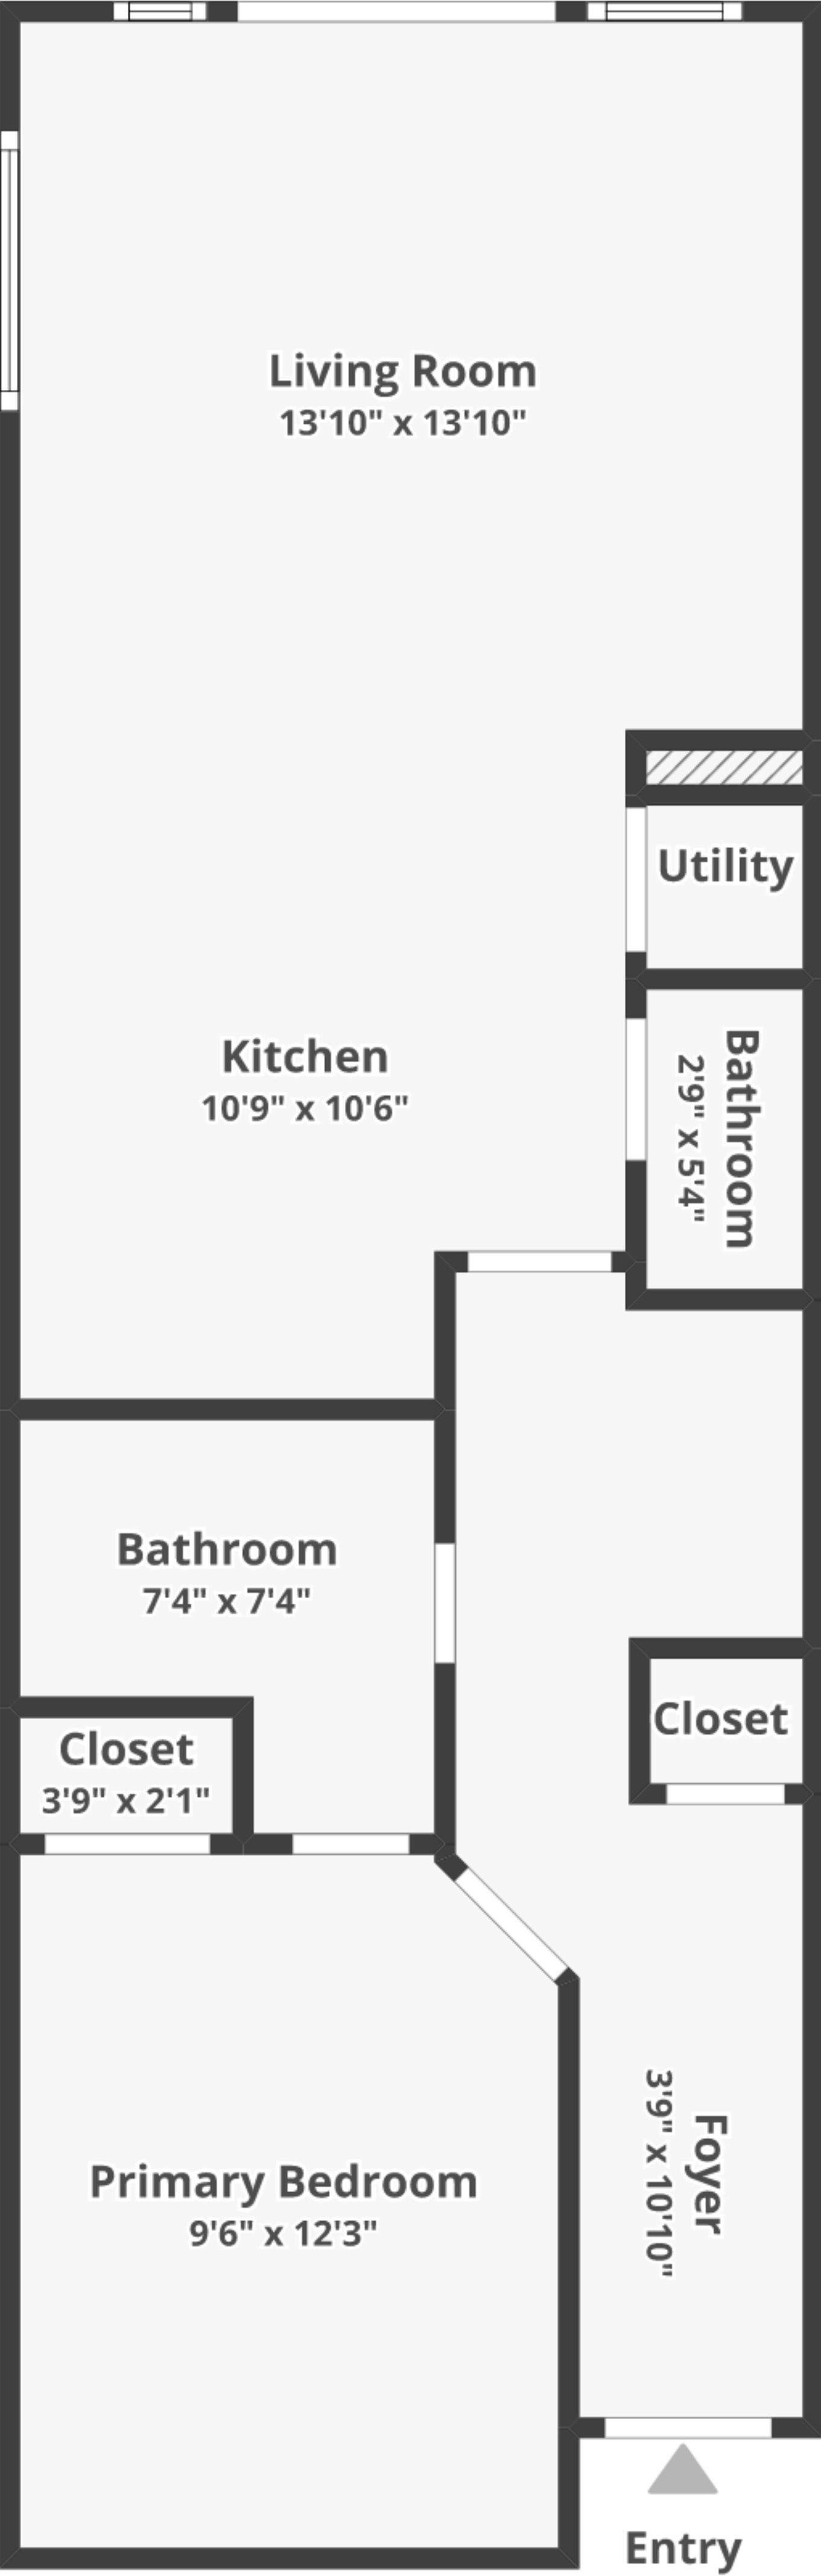 Living Room
13'10" x 13'10"
Utility
Kitchen
10'9" x 10'6"
Bathroom
2'9" x 5'4"
Bathroom
7'4" x 7'4"
Closet
Closet
3'9" x 2'1"
Primary Bedroom
9'6" x 12'3"
Foyer
3'9" x 10'10"
Entry